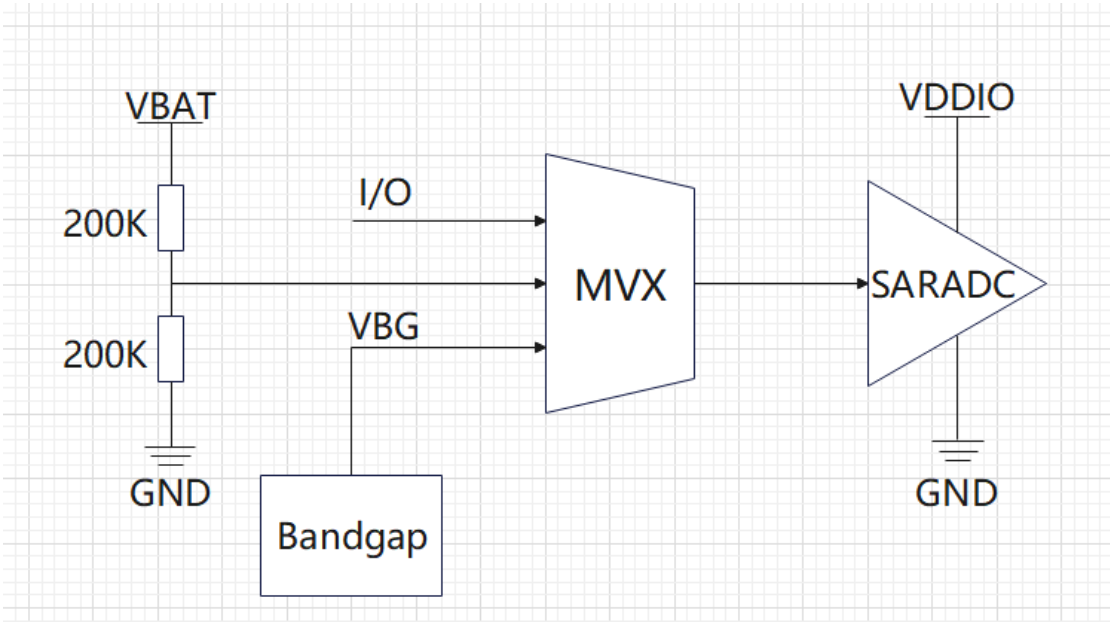 VBAT
VDDIO
I/O
200K
MVX
SARADC
VBG
200K
GND
GND
Bandgap